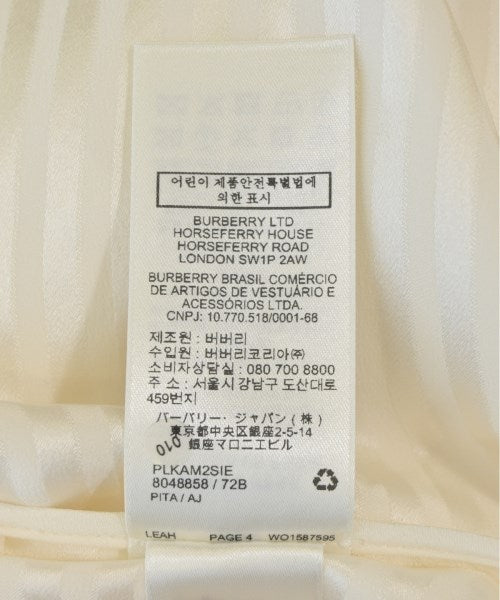 어린이 제품안전특별법에
의한 표시
BURBERRY LTD
HORSEFERRY HOUSE
HORSEFERRY ROAD
LONDON SW1P 2AW
BURBERRY BRASIL COMÉRCIO
DE ARTIGOS DE VESTUÁRIO E
ACESSÓRIOS LTDA.
CNPJ: 10.770.518/0001-68
제조원 : 버버리
수입원 : 버버리코리아㈜
소비자상담실 : 080 700 8800
주 소 : 서울시강남구 도산대로
459번지
バーバリー・ジャパン(株)
東京都中央区銀座2-5-14
銀座マロニエビル
010
PLKAM2SIE
8048858 / 72B
PITA / AJ
LEAH PAGE 4 WO1587595